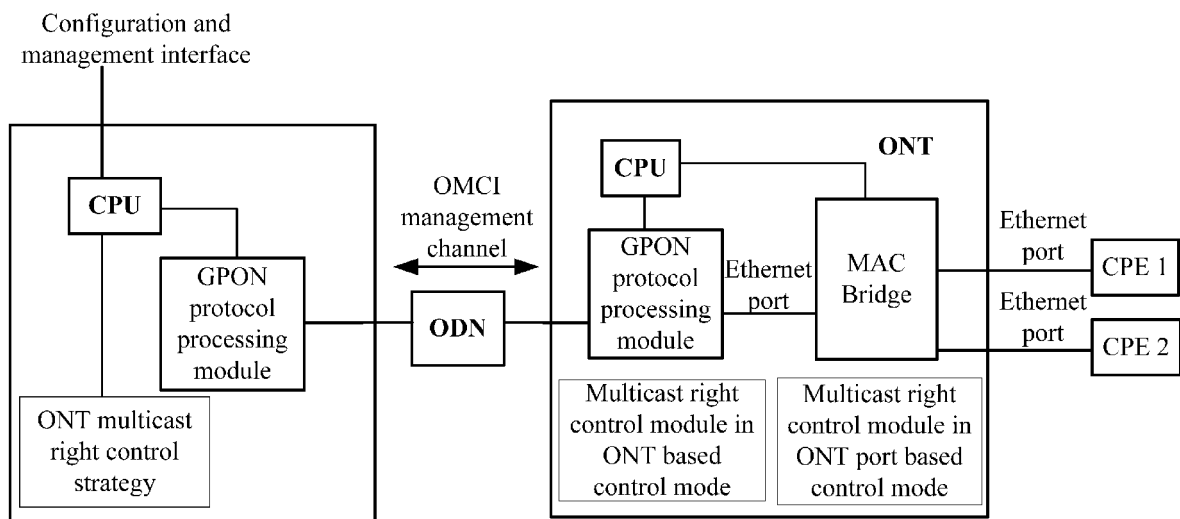 Configuration and
management interface
CPU
GPON
protocol
processing
module
ONT multicast
right control
strategy
OMCI
management
channel
ODN
ONT
CPU
GPON
protocol
processing
module
Ethernet
port
MAC
Bridge
Multicast right
control module in
ONT based
control mode
Multicast right
control module in
ONT port based
control mode
Ethernet
port
CPE 1
Ethernet
port
CPE 2